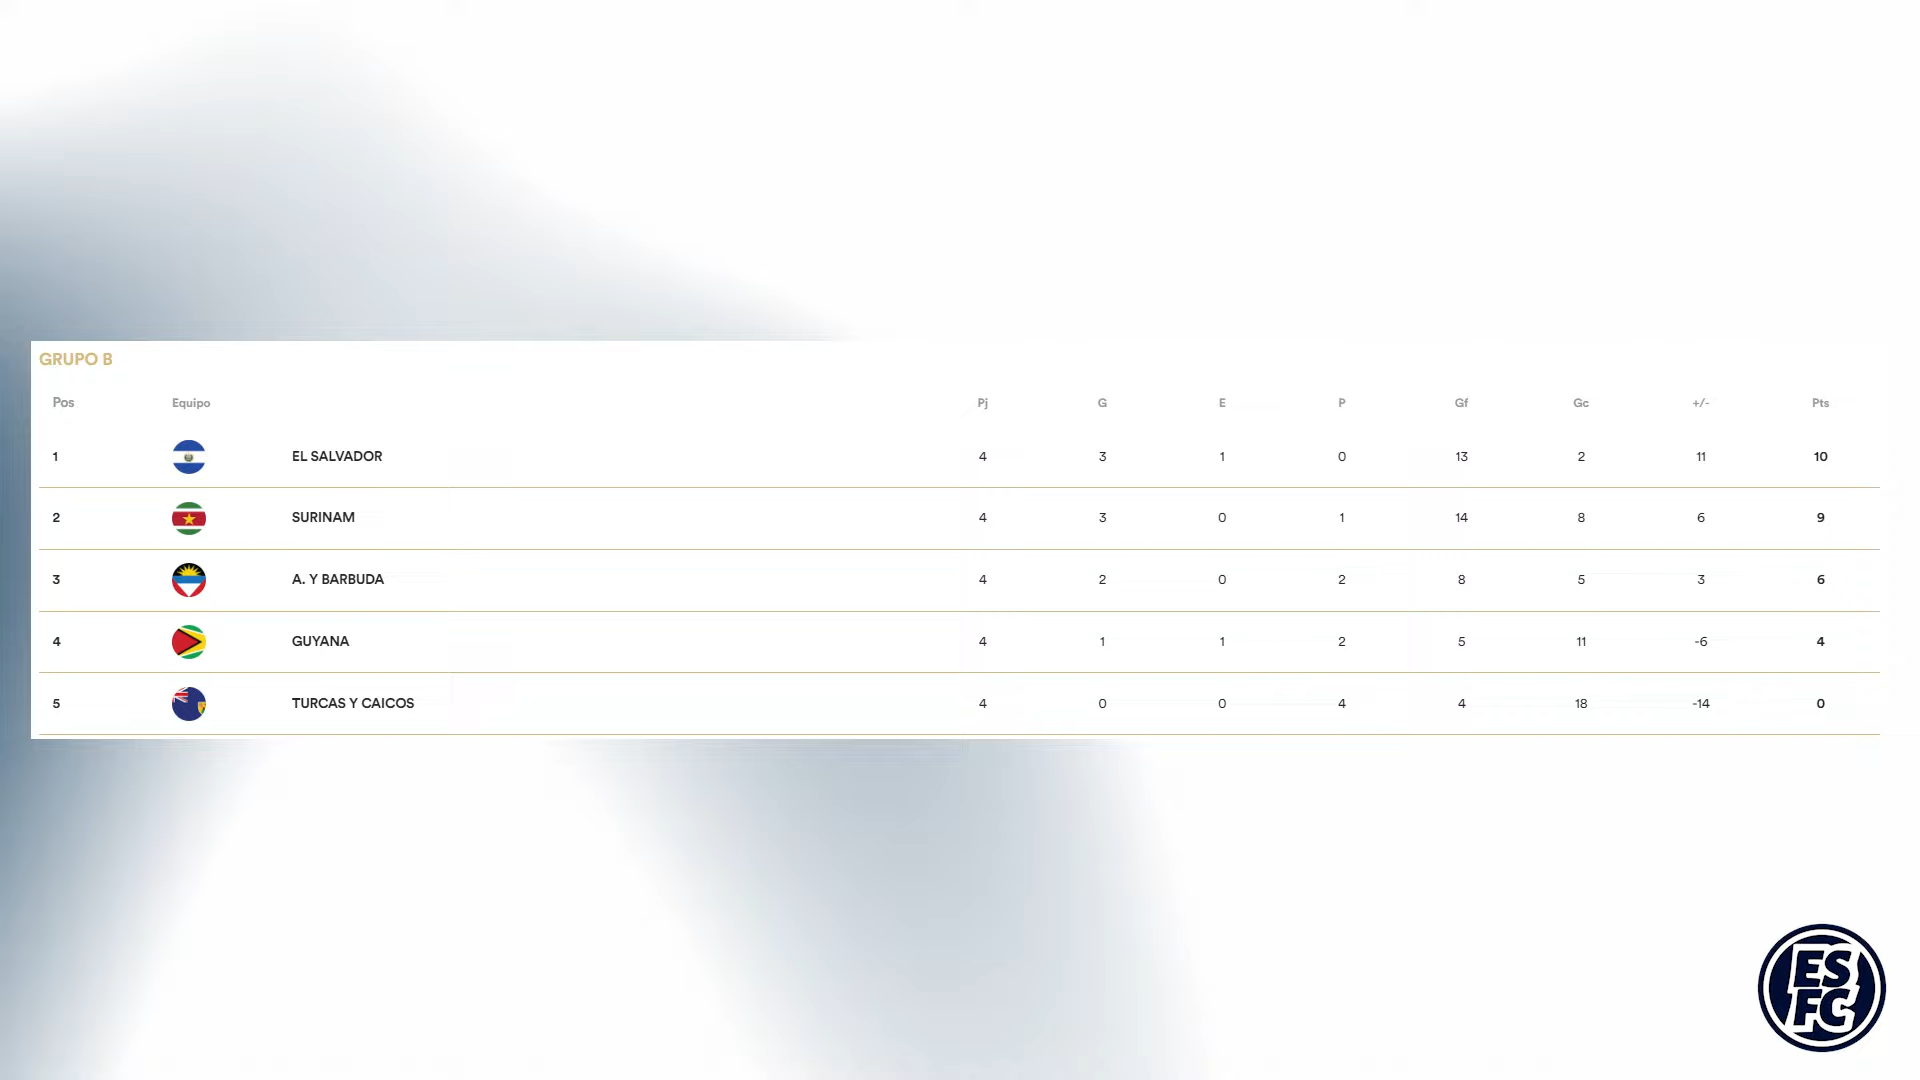 GRUPO B
Pos Equipo Pj G E P Gf Gc +/- Pts
1 EL SALVADOR 4 3 1 0 13 2 11 10
2 SURINAM 4 3 0 1 14 8 6 9
3 A. Y BARBUDA 4 2 0 2 8 5 3 6
4 GUYANA 4 1 1 2 5 11 -6 4
5 TURCAS Y CAICOS 4 0 0 4 4 18 -14 0
ES
FC